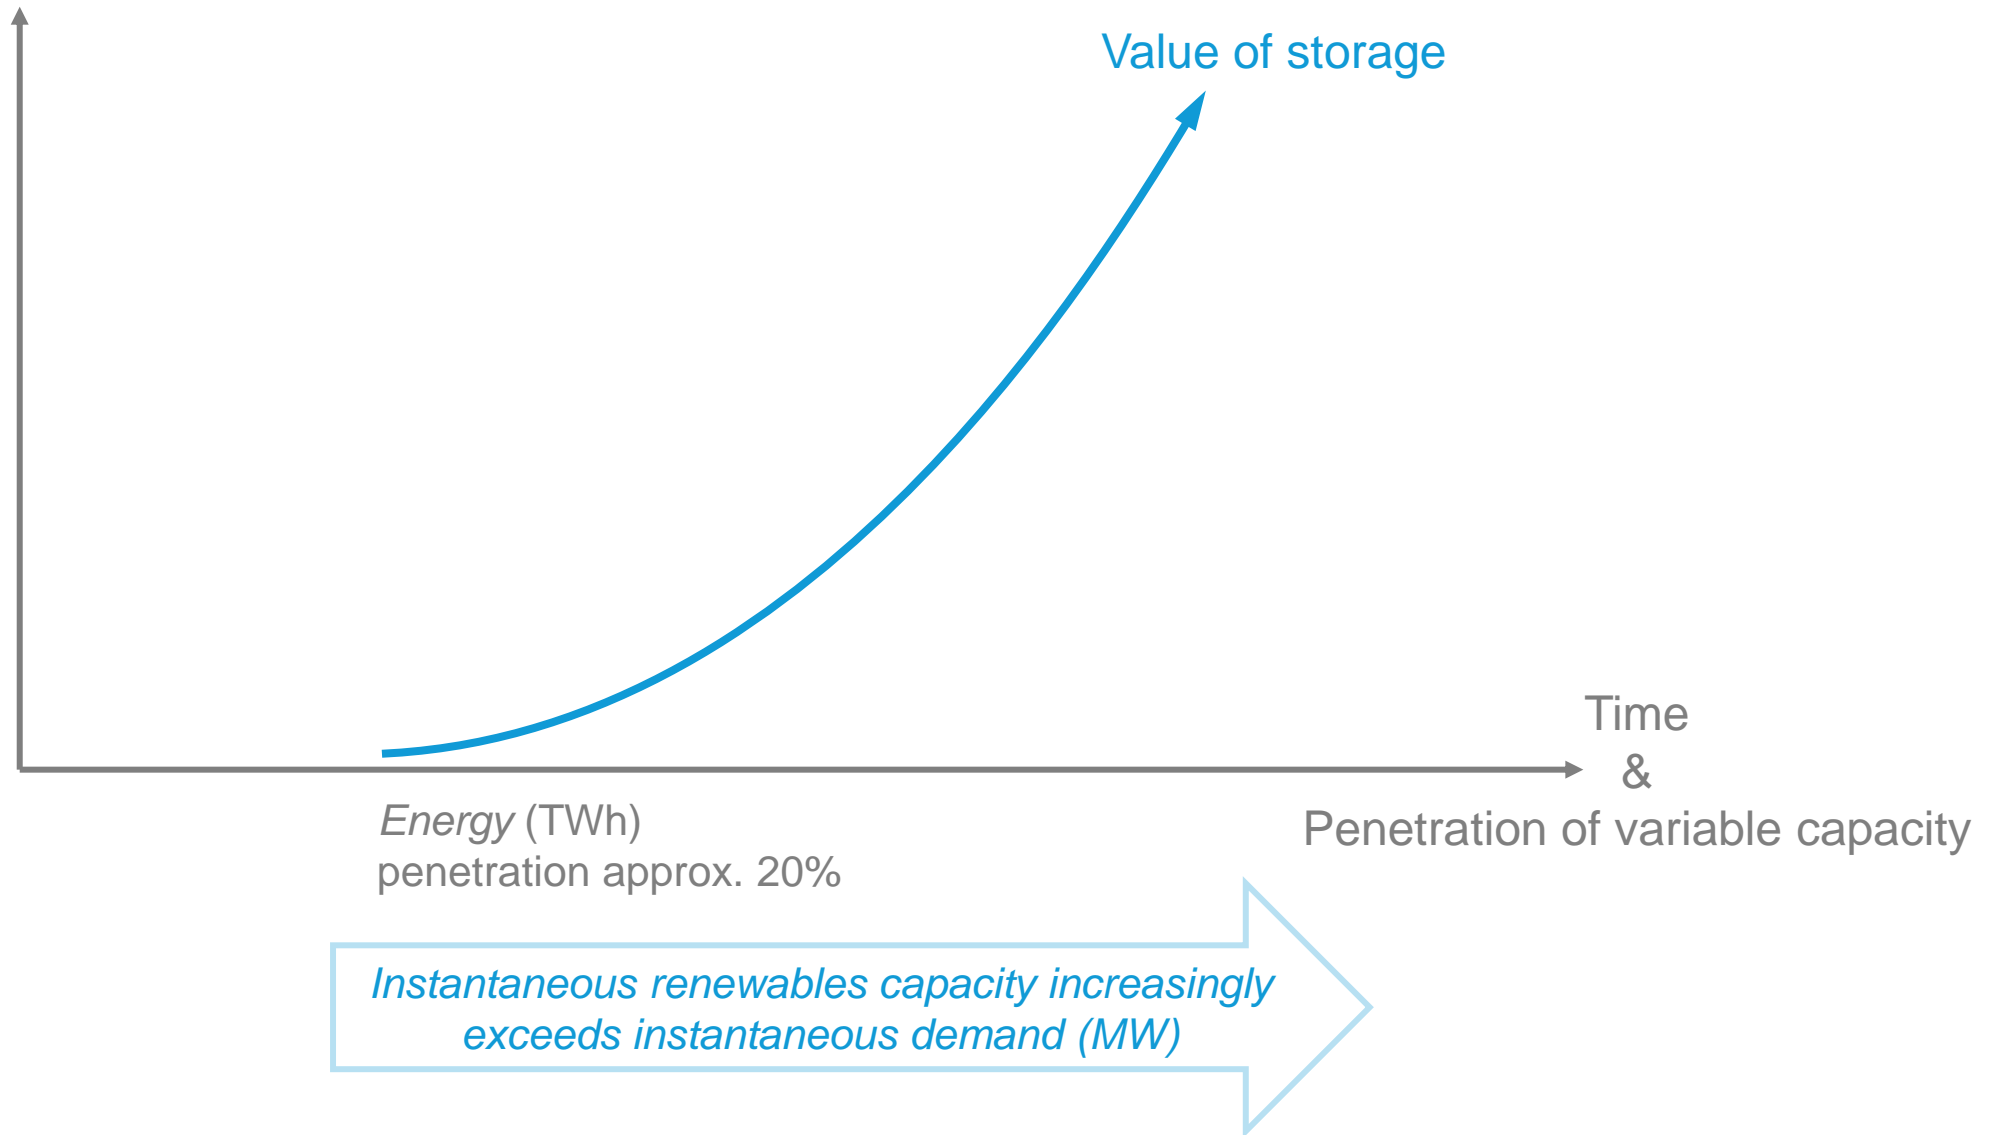 Value of storage
Time
&
Penetration of variable capacity
Energy (TWh)
penetration approx. 20%
Instantaneous renewables capacity increasingly
exceeds instantaneous demand (MW)